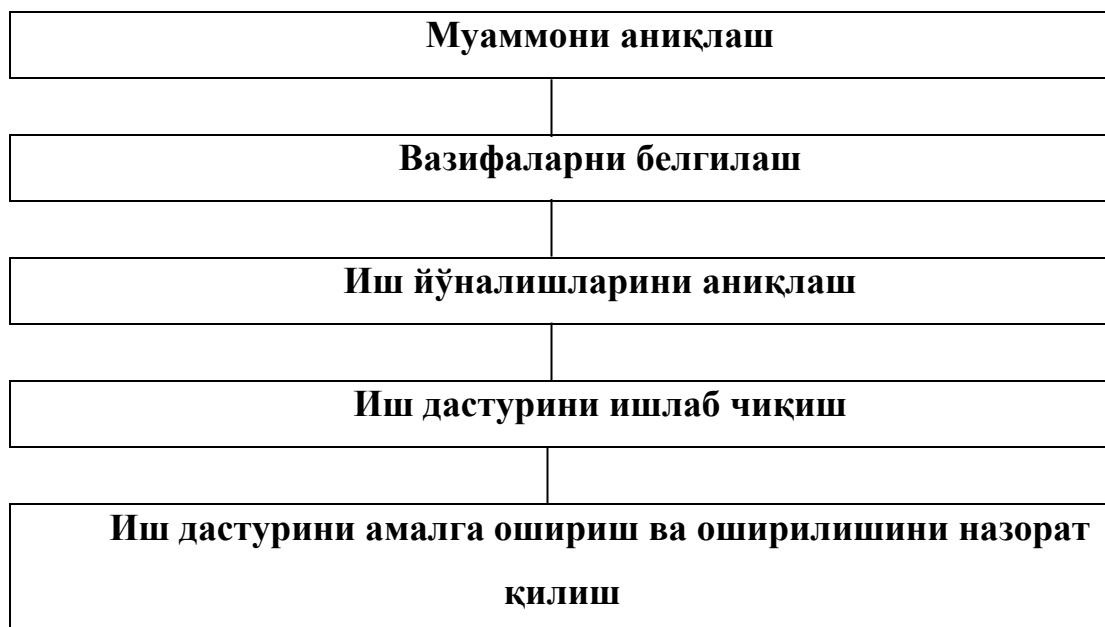 Муаммони аниқлаш
Вазифаларни белгилаш
Иш йўналишларини аниқлаш
Иш дастурини ишлаб чиқиш
Иш дастурини амалга ошириш ва оширилишини назорат
қилиш